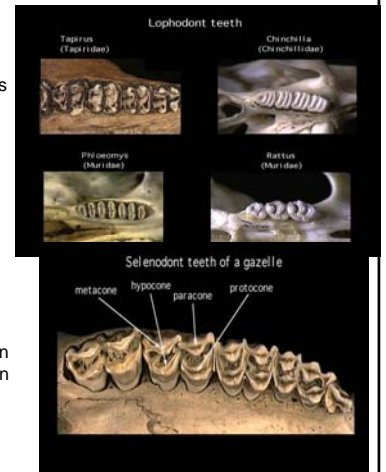 Lophodont teeth
Tapirus
(Tapiridae)
Chinchilla
(Chinchillidae)
s
Phloeomys
(Muridae)
Rattus
(Muridae)
Selenodont teeth of a gazelle
metacone hypocone paracone protocone
n
n